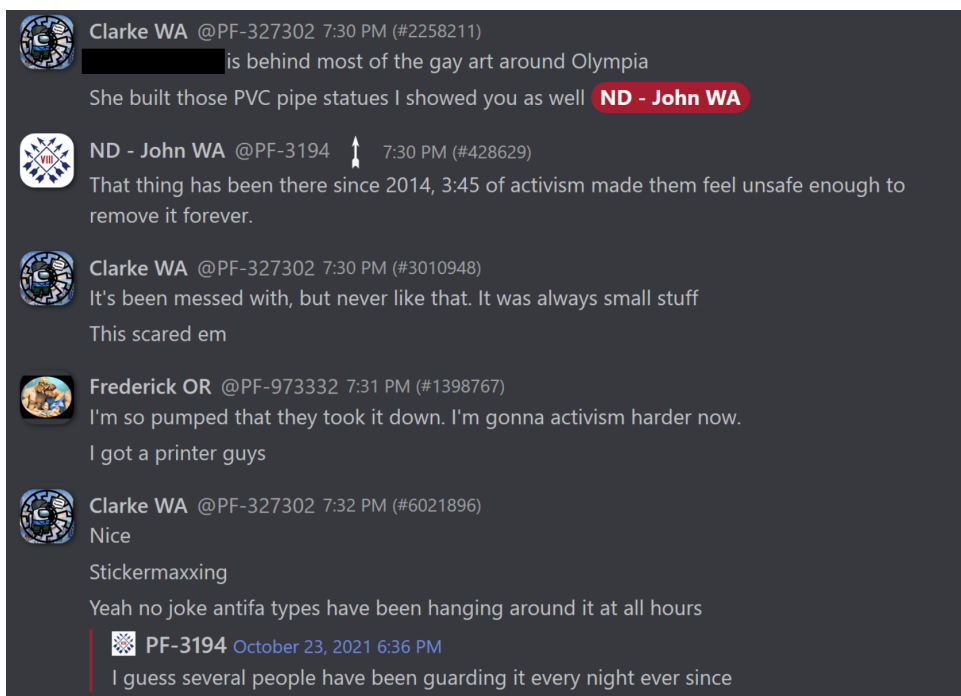 Clarke WA @PF-327302 7:30 PM (#2258211)
is behind most of the gay art around Olympia
She built those PVC pipe statues I showed you as well ND - John WA
VIII
ND - John WA @PF-3194 7:30 PM (#428629)
That thing has been there since 2014, 3:45 of activism made them feel unsafe enough to
remove it forever.
Clarke WA @PF-327302 7:30 PM (#3010948)
It's been messed with, but never like that. It was always small stuff
This scared em
Frederick OR @PF-973332 7:31 PM (#1398767)
I'm so pumped that they took it down. I'm gonna activism harder now.
I got a printer guys
Clarke WA @PF-327302 7:32 PM (#6021896)
Nice
Stickermaxxing
Yeah no joke antifa types have been hanging around it at all hours
PF-3194 October 23, 2021 6:36 PM
I guess several people have been guarding it every night ever since